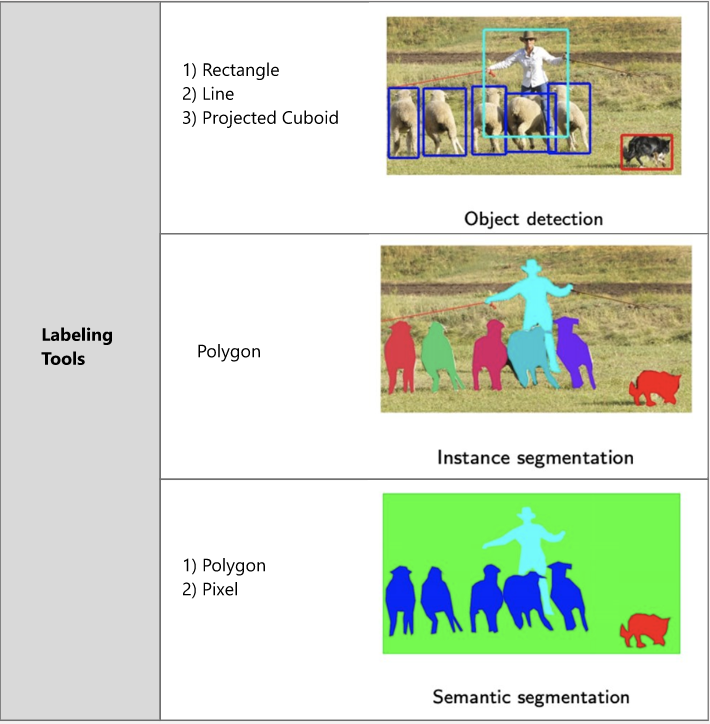 Labeling
Tools
1) Rectangle
2) Line
3) Projected Cuboid
Object detection
Polygon
Instance segmentation
1) Polygon
2) Pixel
Semantic segmentation